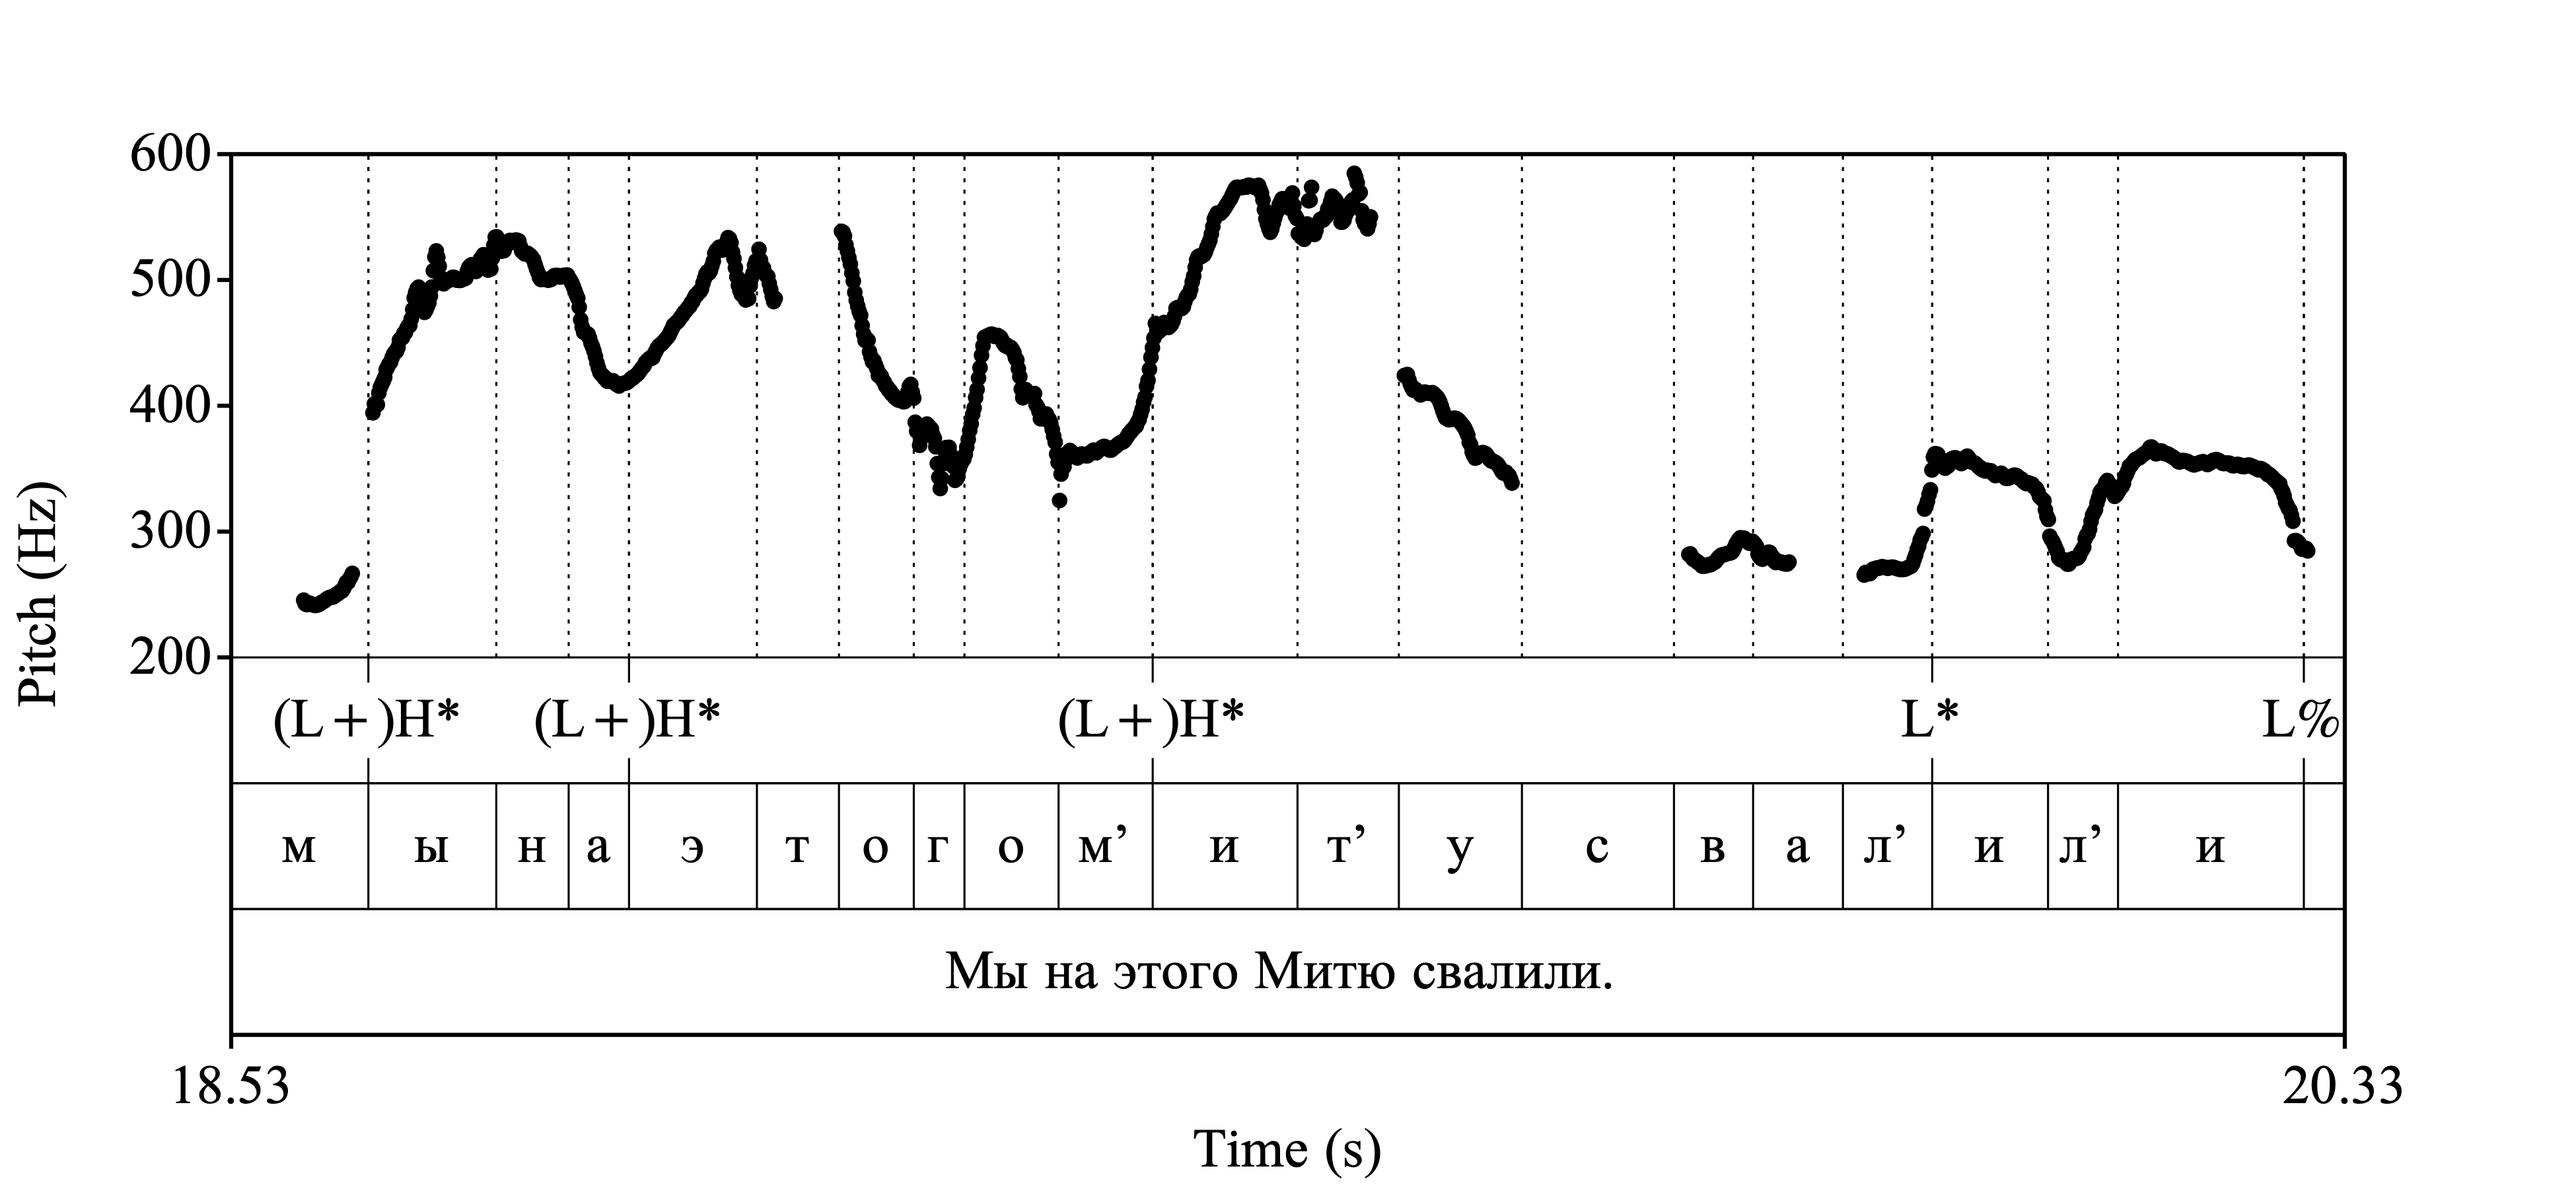 600
500
400
300
200
Pitch (Hz)
(L+)H* (L+)H* (L+)H* L* L%
м ы н а э т о г о м’ и т’ у с в а л’ и л’ и
Мы на этого Митю свалили.
18.53 20.33
Time (s)